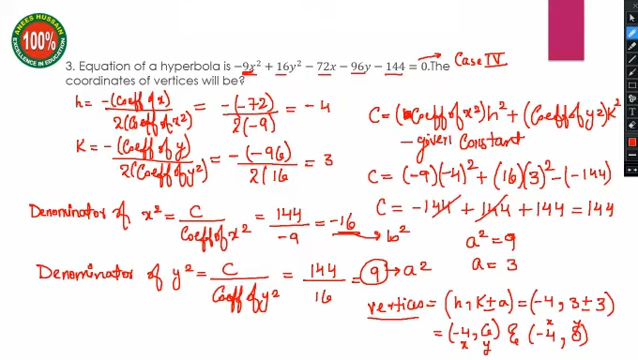 ANEES HUSSAIN
100%
EXCELLENCE IN EDUCATION
3. Equation of a hyperbola is −9x² + 16y² − 72x − 96y − 144 = 0. The → Case IV
coordinates of vertices will be?
h = -(Coeff of x) / 2(Coeff of x²) = -(-72) / 2(-9) = -4
K = -(Coeff of y) / 2(Coeff of y²) = -(-96) / 2(16 = 3
Denominator of x² = C / Coeff of x² = 144 / -9 = -16 → b²
Denominator of y² = C / Coeff of y² = 144 / 16 = 9 → a²
C = (Coeff of x²) h² + (Coeff of y²) K²
- given Constant
C = (-9)(-4)² + (16)(3)² - (-144)
C = -144 + 144 + 144 = 144
a² = 9
a = 3
vertices = (h, K ± a) = (-4, 3 ± 3)
= (-4, 6) & (-4, 0)
x y x y